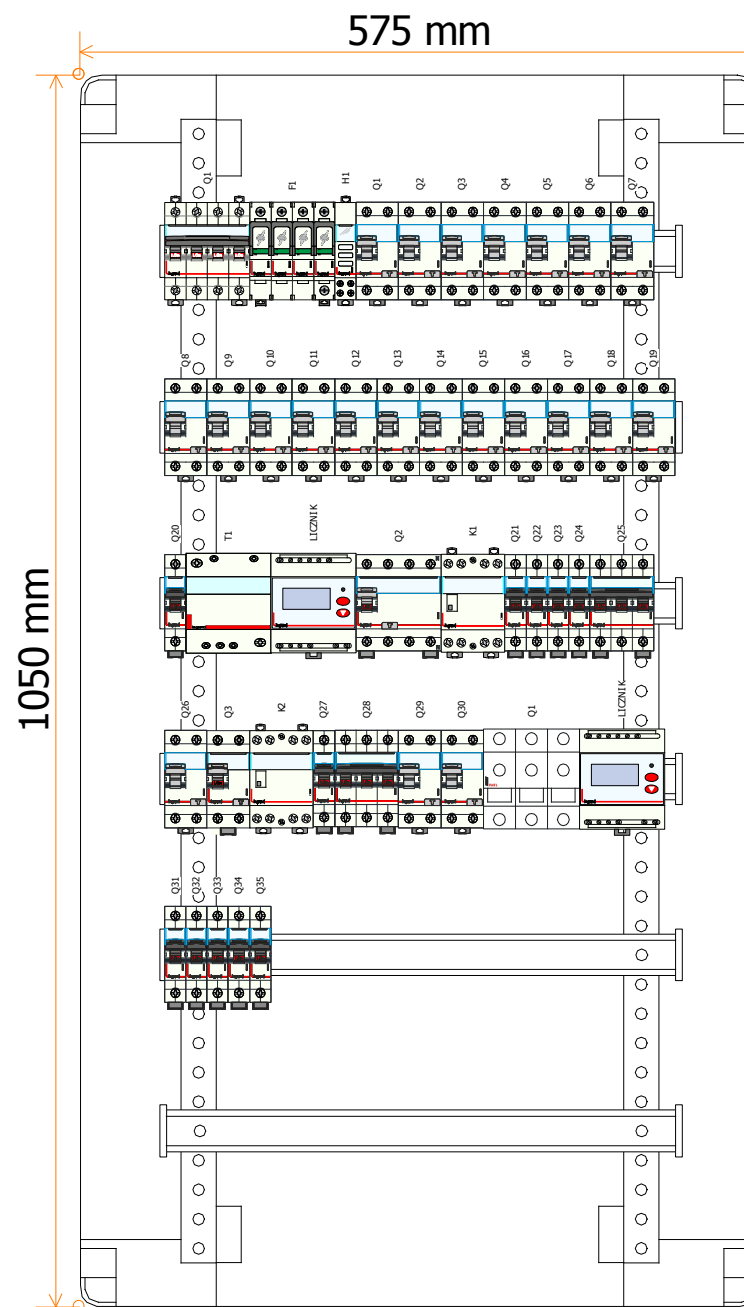 575 mm
1050 mm
Q1 F1 H1 Q1 Q2 Q3 Q4 Q5 Q6 Q7
Q8 Q9 Q10 Q11 Q12 Q13 Q14 Q15 Q16 Q17 Q18 Q19
Q20 T1 LICZNIK Q2 K1 Q21 Q22 Q23 Q24 Q25
Q26 Q3 K2 Q27 Q28 Q29 Q30 Q1 LICZNIK
Q31 Q32 Q33 Q34 Q35